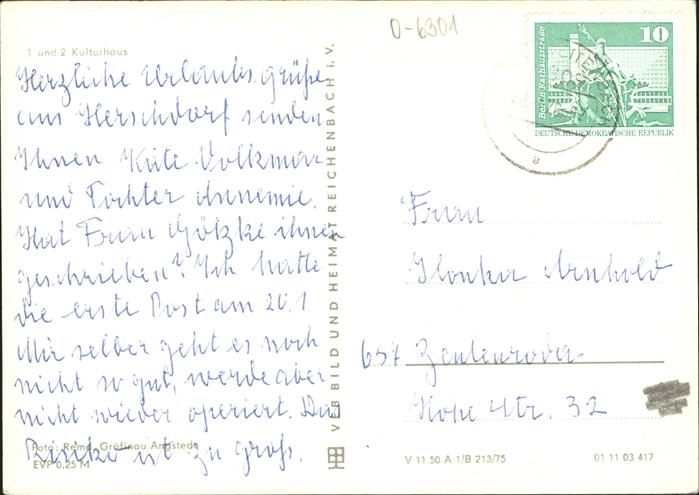 O-6301
1 und 2 Kulturhaus
Herzliche Urlaubsgrüße
aus Herschdorf senden
Ihnen Käte Volkmar
und Tochter Annemie.
Hat Frau Götzke ihnen
geschrieben? Ich hatte
die erste Post am 20.1
Mir selber geht es noch
nicht so gut, werde aber
nicht wieder operiert. Das
Risiko ist zu groß.
Foto: Remd, Gräfinau Angstedt
EVP 0,25 M
VEB BILD UND HEIMAT REICHENBACH I. V.
Berlin, Rathausstraße
10
DEUTSCHE DEMOKRATISCHE REPUBLIK
a
Frau
Ilonka Arnhold
657 Zeulenroda
Hohe Str. 32
V 11 50 A 1/B 213/75
01 11 03 417